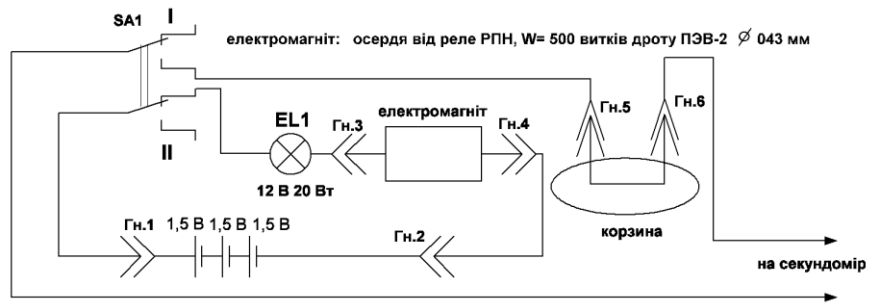 SA1
I
електромагніт: осердя від реле РПН, W= 500 витків дроту ПЭВ-2 ∅ 043 мм
II
EL1
12 В 20 Вт
Гн.3
електромагніт
Гн.4
Гн.5
Гн.6
корзина
Гн.1
1,5 В 1,5 В 1,5 В
Гн.2
на секундомір